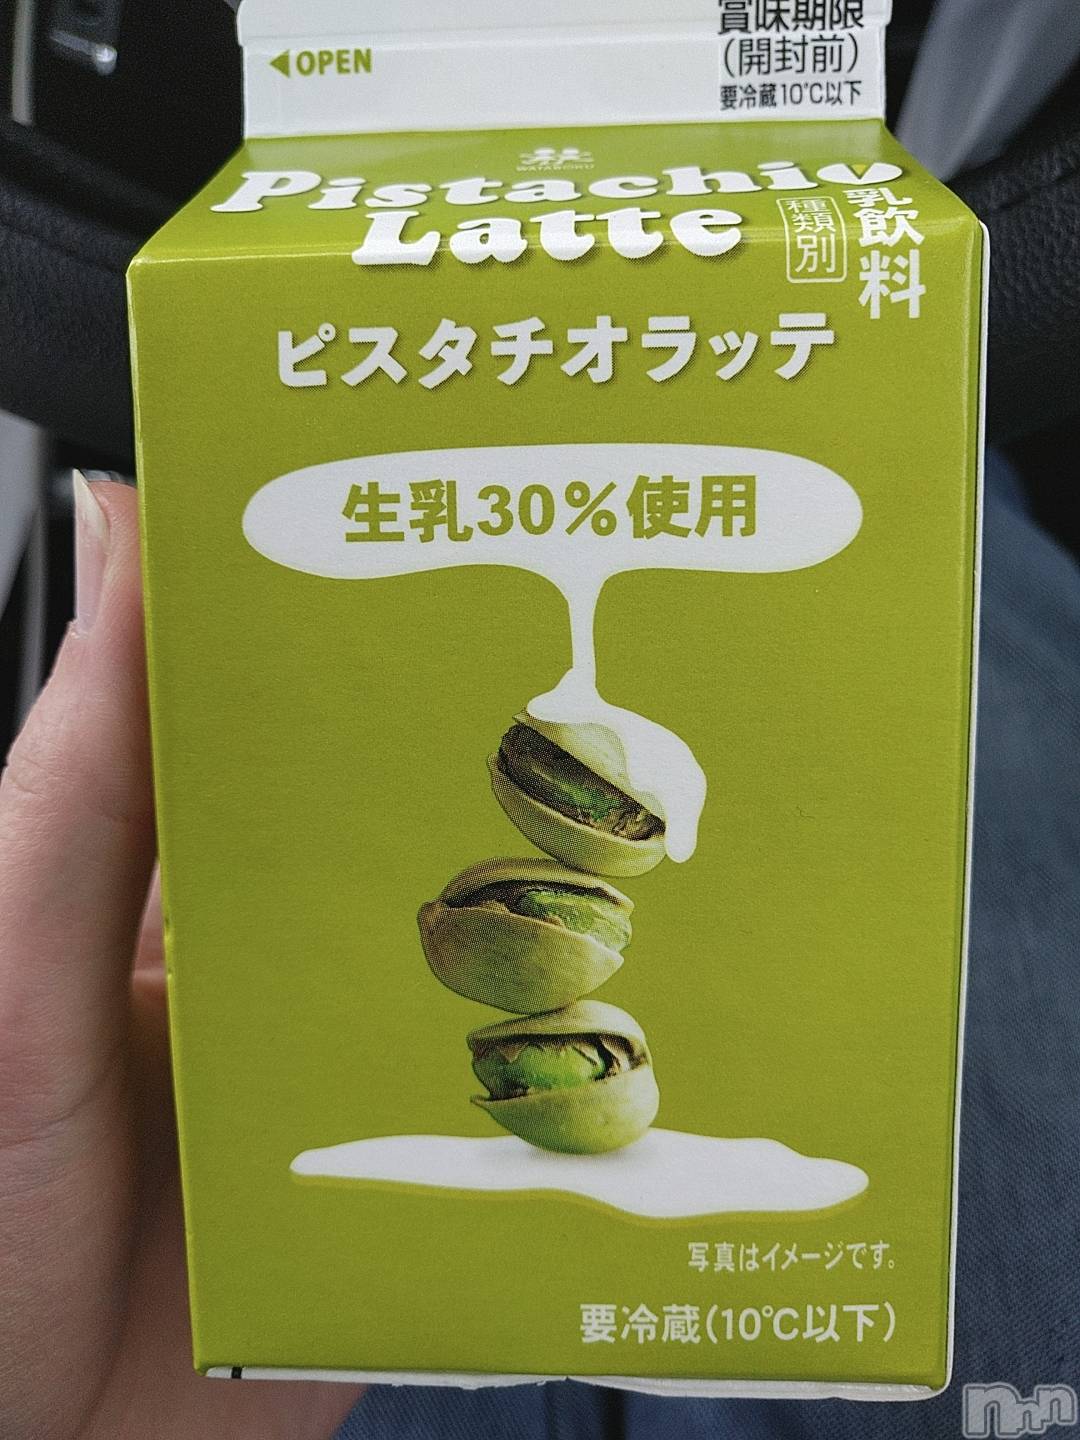 賞味期限
(開封前)
要冷蔵10℃以下
◀OPEN
WATABOKU
Pistachio
Latte
種類別
乳飲料
ピスタチオラッテ
生乳30%使用
写真はイメージです。
要冷蔵(10℃以下)
nnn